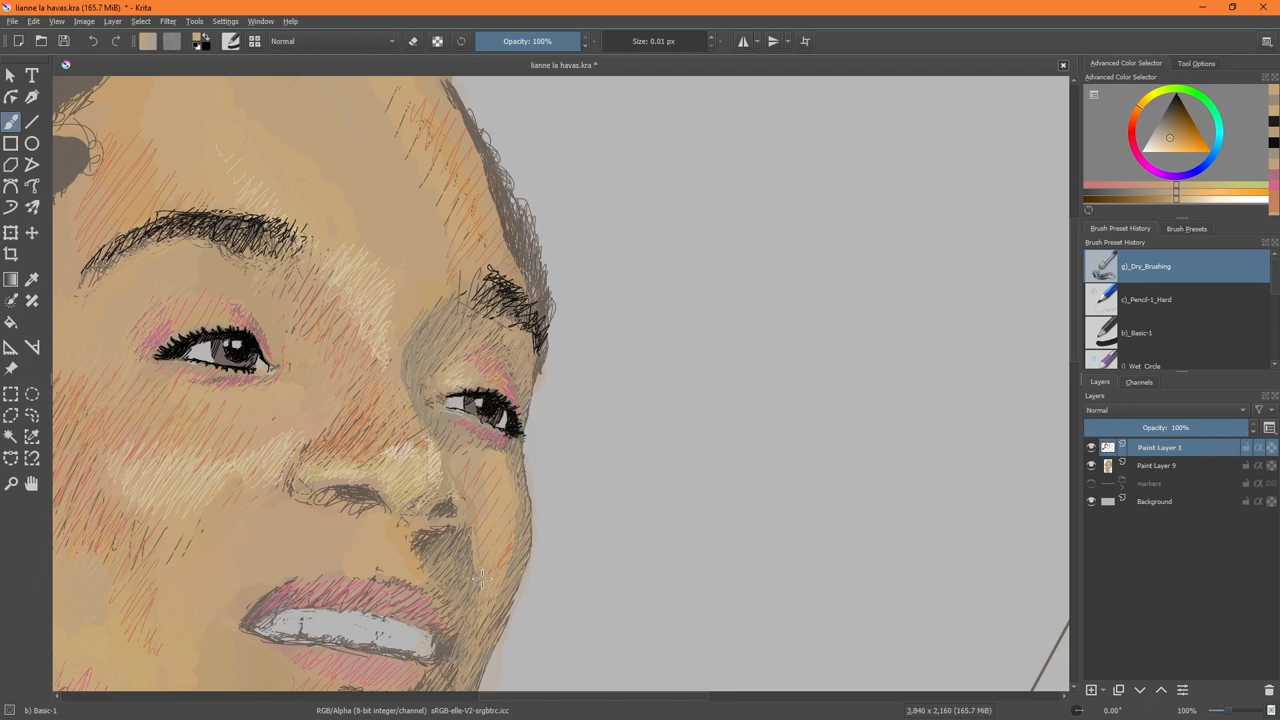 lianne la havas.kra (165.7 MiB) * - Krita
File Edit View Image Layer Select Filter Tools Settings Window Help
Normal Opacity: 100% Size: 0.01 px
lianne la havas.kra *
Advanced Color Selector Tool Options
Advanced Color Selector
Brush Preset History Brush Presets
Brush Preset History
g)_Dry_Brushing
c)_Pencil-1_Hard
b)_Basic-1
i)_Wet_Circle
Layers Channels
Layers
Normal
Opacity: 100%
Paint Layer 1
Paint Layer 9
markers
Background
b) Basic-1 RGB/Alpha (8-bit integer/channel) sRGB-elle-V2-srgbtrc.icc 3,840 x 2,160 (165.7 MiB) 0.00° 100%